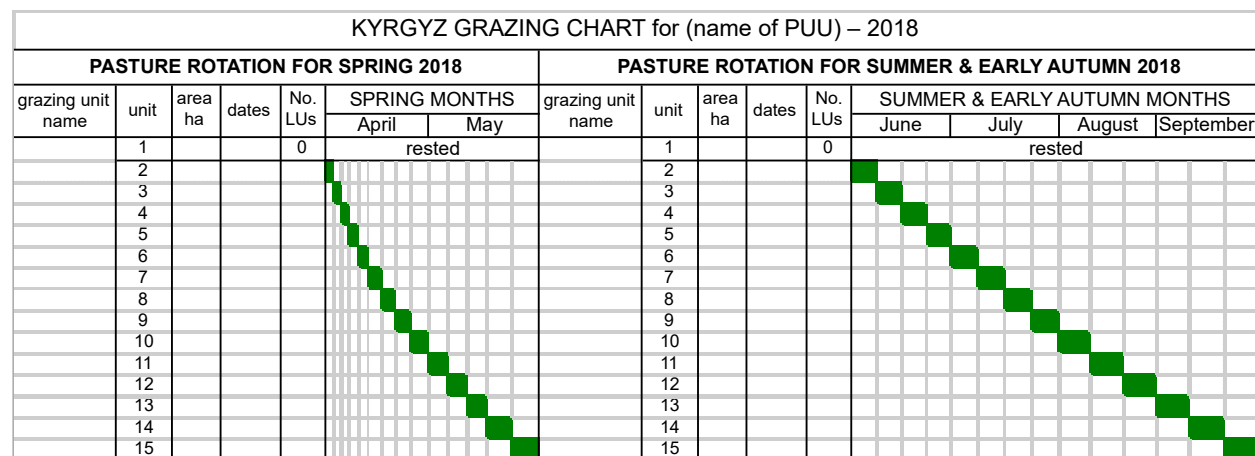 KYRGYZ GRAZING CHART for (name of PUU) – 2018
PASTURE ROTATION FOR SPRING 2018 PASTURE ROTATION FOR SUMMER & EARLY AUTUMN 2018
grazing unit name unit area ha dates No. LUs SPRING MONTHS grazing unit name unit area ha dates No. LUs SUMMER & EARLY AUTUMN MONTHS
April May June July August September
1 0 rested 1 0 rested
2 2
3 3
4 4
5 5
6 6
7 7
8 8
9 9
10 10
11 11
12 12
13 13
14 14
15 15